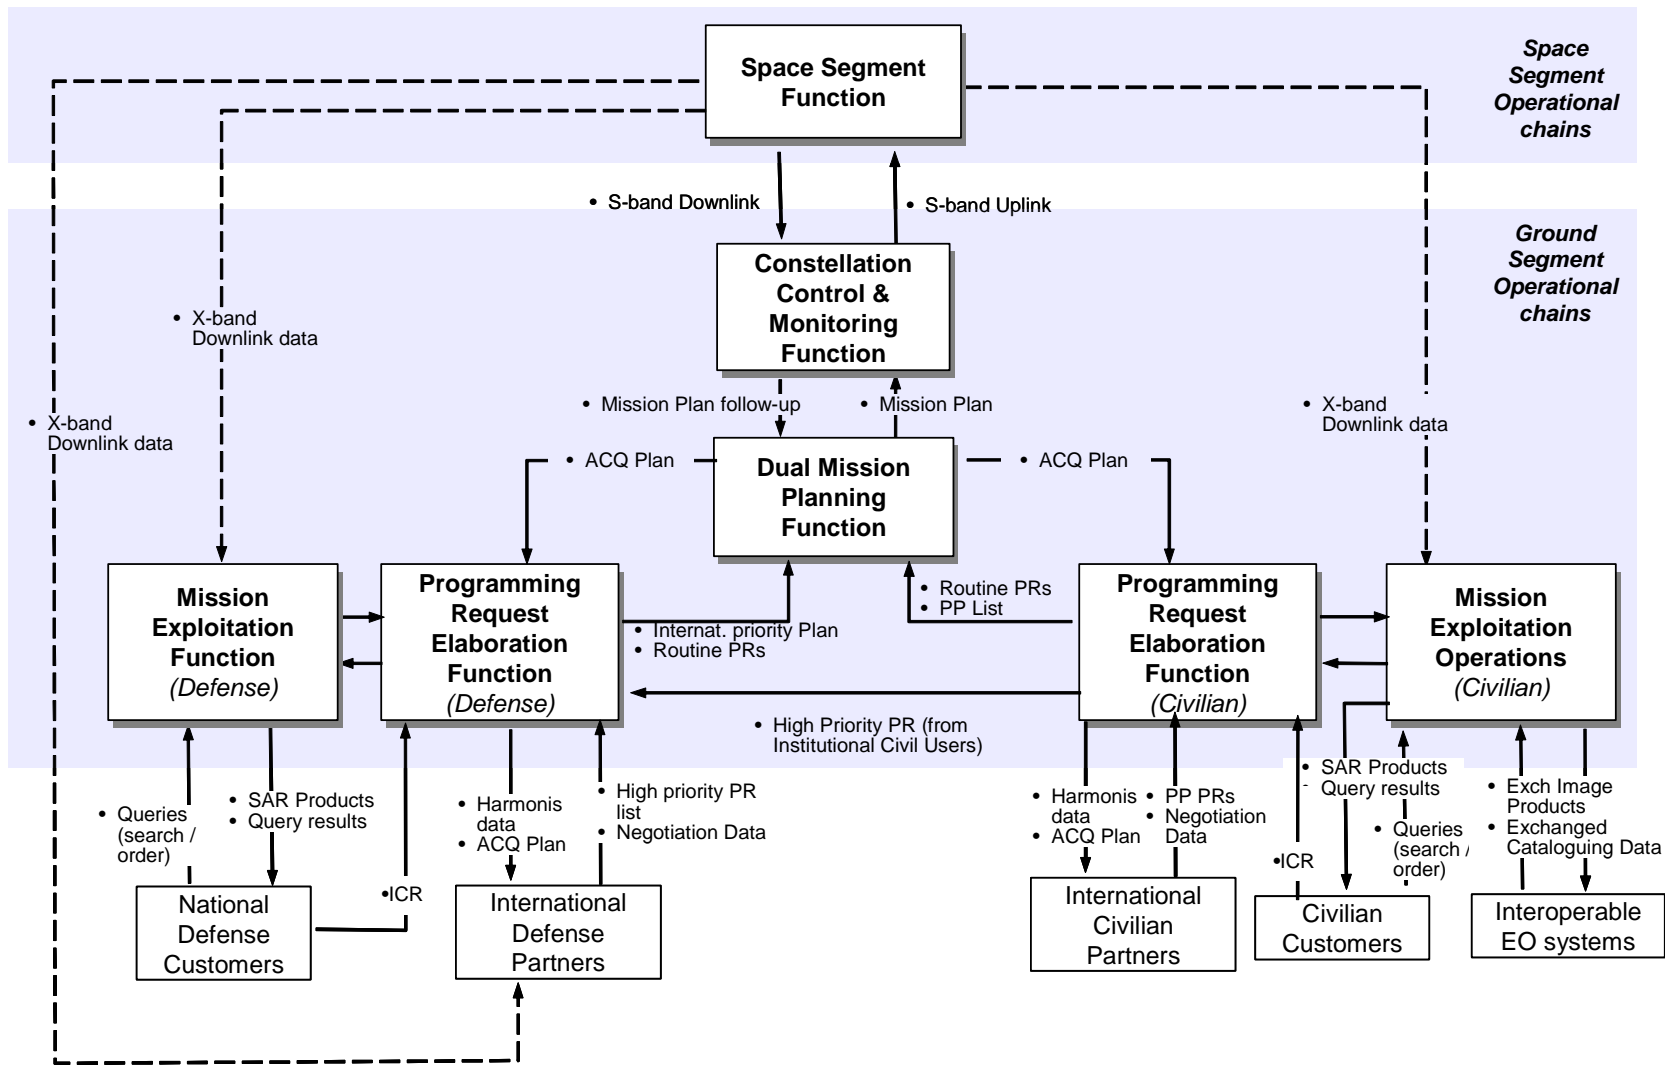 Space Segment
Function
Space
Segment
Operational
chains
• S-band Downlink
• S-band Uplink
Ground
Segment
Operational
chains
Constellation
Control &
Monitoring
Function
• X-band
Downlink data
• X-band
Downlink data
• X-band
Downlink data
• Mission Plan follow-up
• Mission Plan
• ACQ Plan
Dual Mission
Planning
Function
• ACQ Plan
Mission
Exploitation
Function
(Defense)
Programming
Request
Elaboration
Function
(Defense)
• Internat. priority Plan
• Routine PRs
• Routine PRs
• PP List
Programming
Request
Elaboration
Function
(Civilian)
Mission
Exploitation
Operations
(Civilian)
• High Priority PR (from
Institutional Civil Users)
• Queries
(search /
order)
• SAR Products
• Query results
•ICR
• Harmonis
data
• ACQ Plan
• High priority PR
list
• Negotiation Data
• Harmonis
data
• ACQ Plan
• PP PRs
• Negotiation
Data
•ICR
• SAR Products
- Query results
• Queries
(search /
order)
• Exch Image
Products
• Exchanged
Cataloguing Data
National
Defense
Customers
International
Defense
Partners
International
Civilian
Partners
Civilian
Customers
Interoperable
EO systems